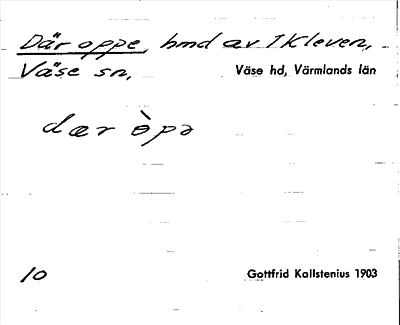 Där oppe, hmd av 1 Kleven,
Väse sn.
Väse hd, Värmlands län
dær òpə
10
Gottfrid Kallstenius 1903